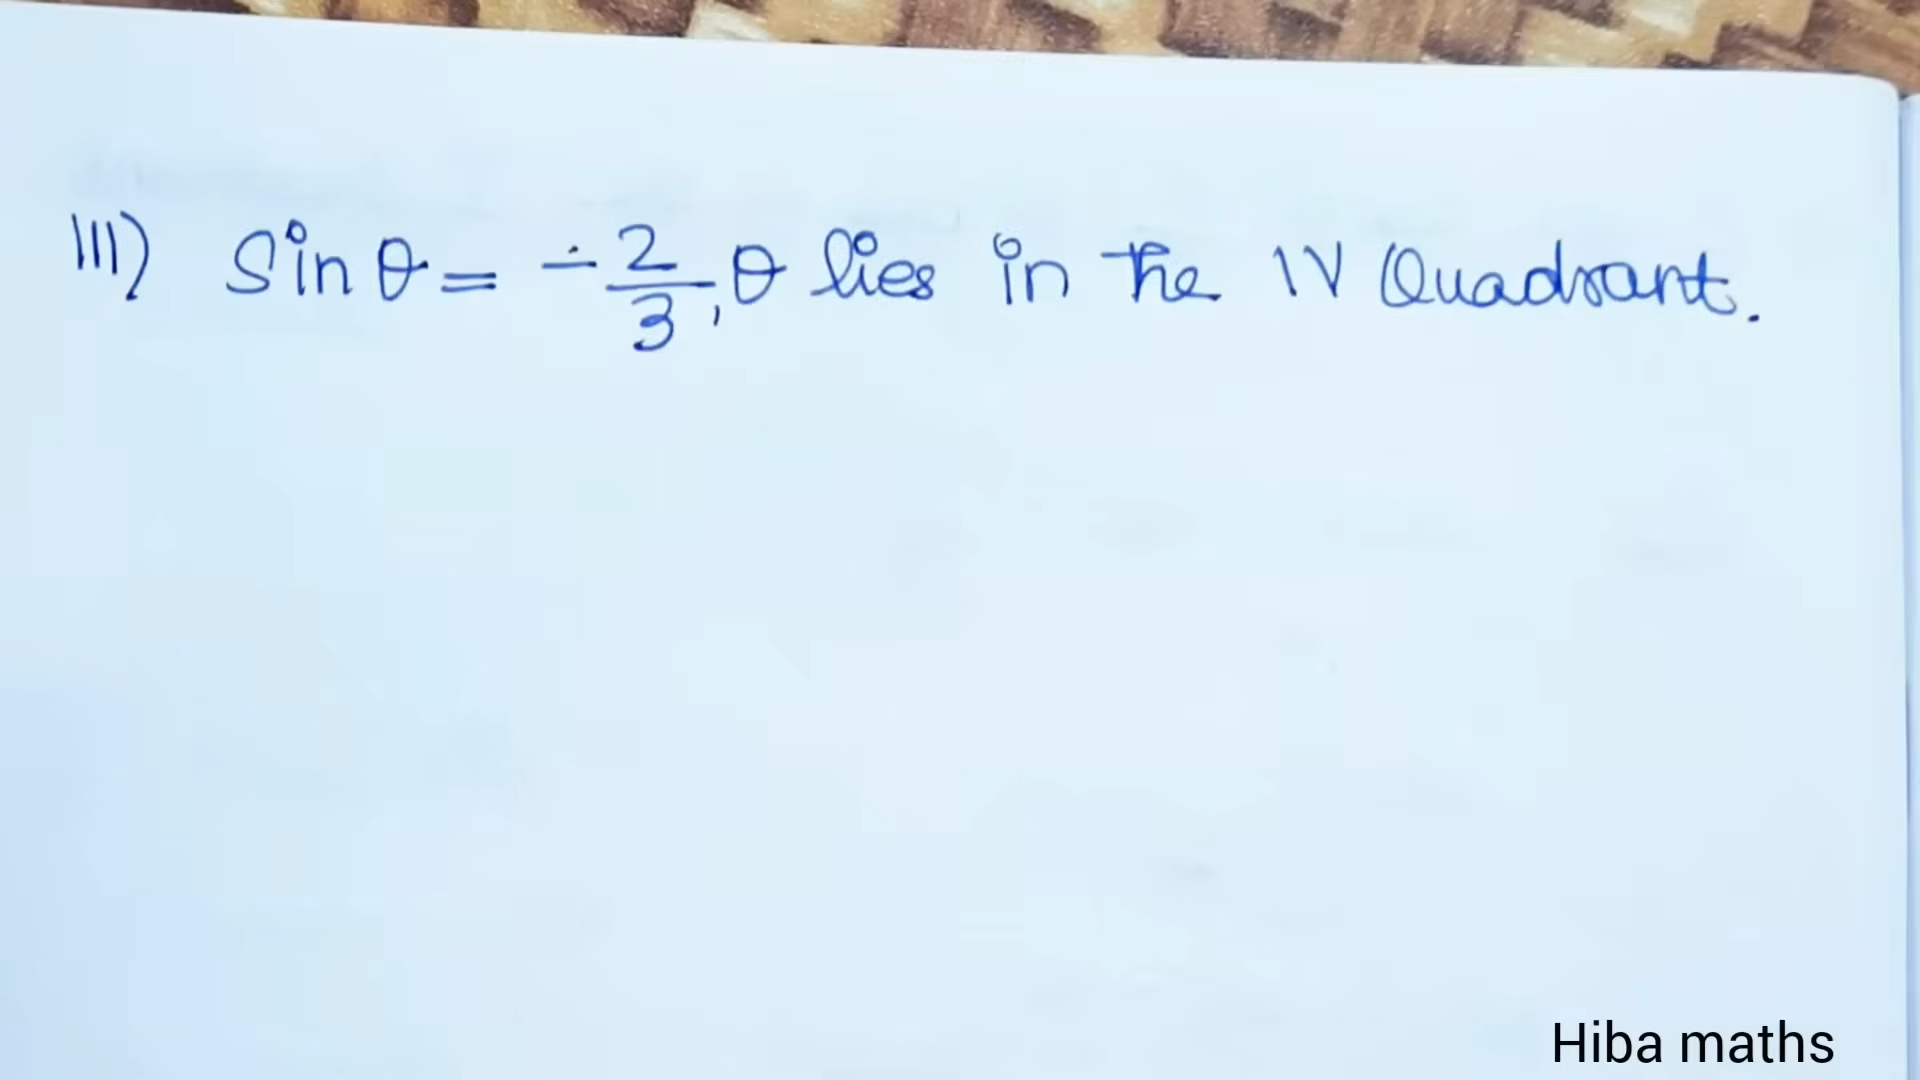 III) Sin θ = -2/3, θ lies in the IV Quadrant.
Hiba maths